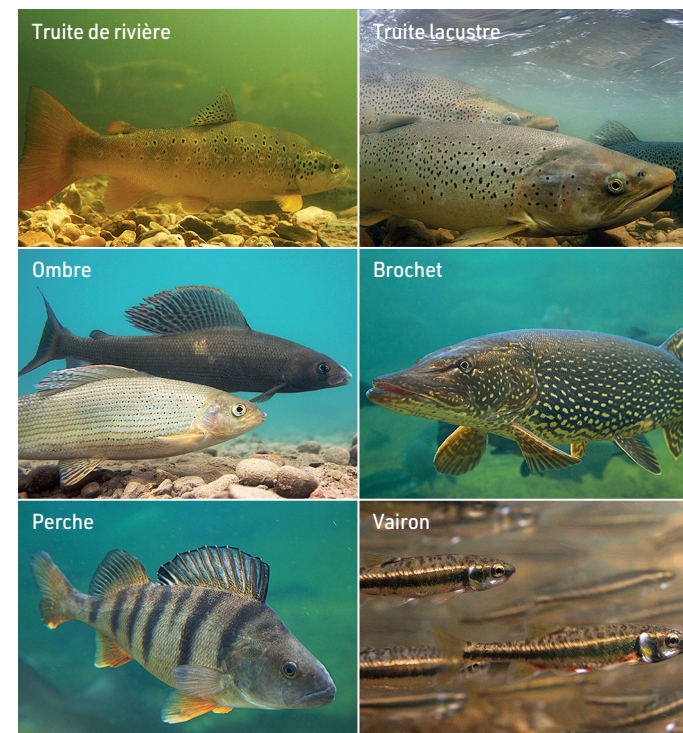 Truite de rivière
Truite lacustre
Ombre
Brochet
Perche
Vairon